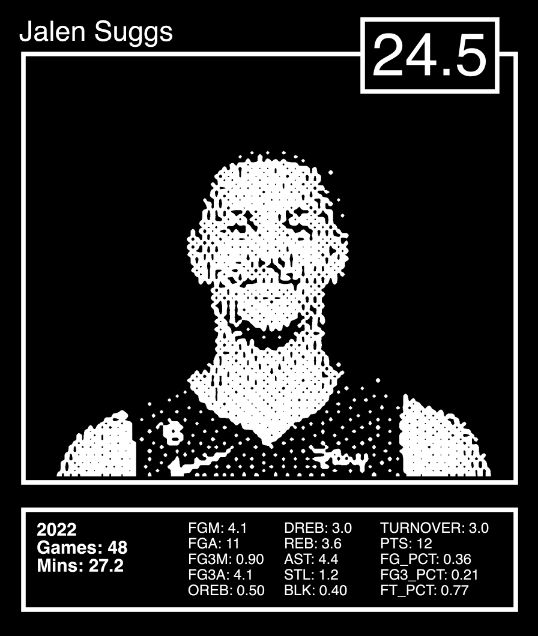 Jalen Suggs
24.5
2022
Games: 48
Mins: 27.2
FGM: 4.1
FGA: 11
FG3M: 0.90
FG3A: 4.1
OREB: 0.50
DREB: 3.0
REB: 3.6
AST: 4.4
STL: 1.2
BLK: 0.40
TURNOVER: 3.0
PTS: 12
FG_PCT: 0.36
FG3_PCT: 0.21
FT_PCT: 0.77